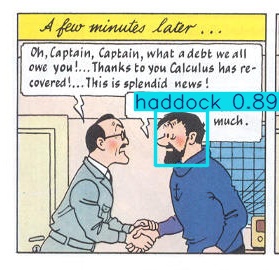 A few minutes later...
Oh, Captain, Captain, what a debt we all
owe you!... Thanks to you Calculus has re-
covered!... This is splendid news!
haddock 0.89
much.